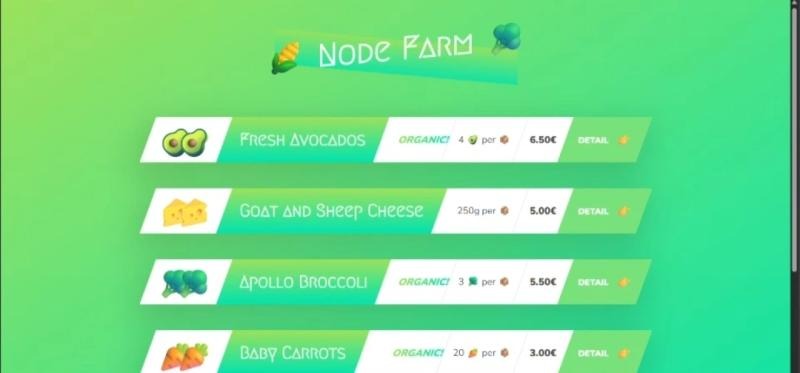 Node Farm
Fresh Avocados ORGANIC! 4 🥑 per 📦 6.50€ DETAIL 👉
Goat and Sheep Cheese 250g per 📦 5.00€ DETAIL 👉
Apollo Broccoli ORGANIC! 3 🥦 per 📦 5.50€ DETAIL 👉
Baby Carrots ORGANIC! 20 🥕 per 📦 3.00€ DETAIL 👉